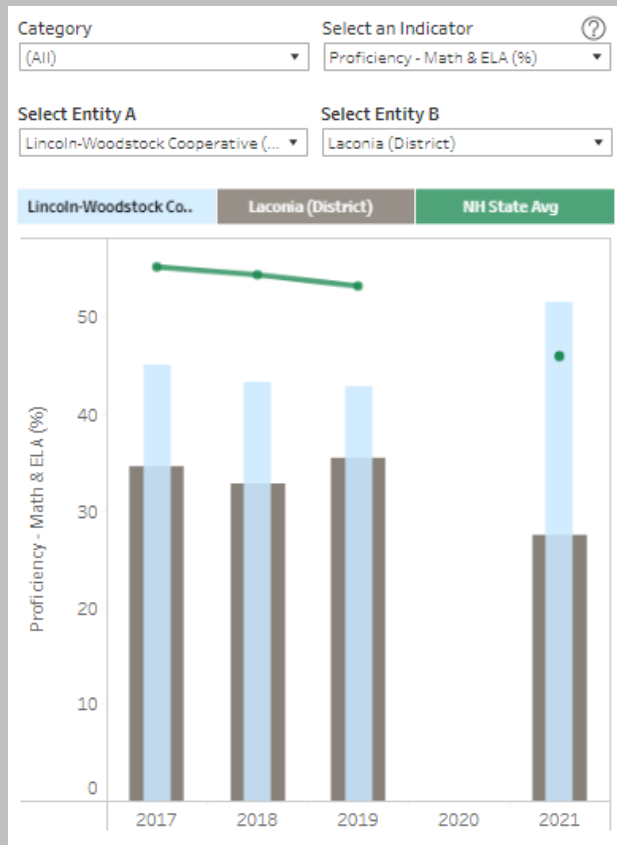 Category
Select an Indicator
?
(All)
Proficiency - Math & ELA (%)
Select Entity A
Select Entity B
Lincoln-Woodstock Cooperative (...
Laconia (District)
Lincoln-Woodstock Co..
Laconia (District)
NH State Avg
Proficiency - Math & ELA (%)
50
40
30
20
10
0
2017
2018
2019
2020
2021